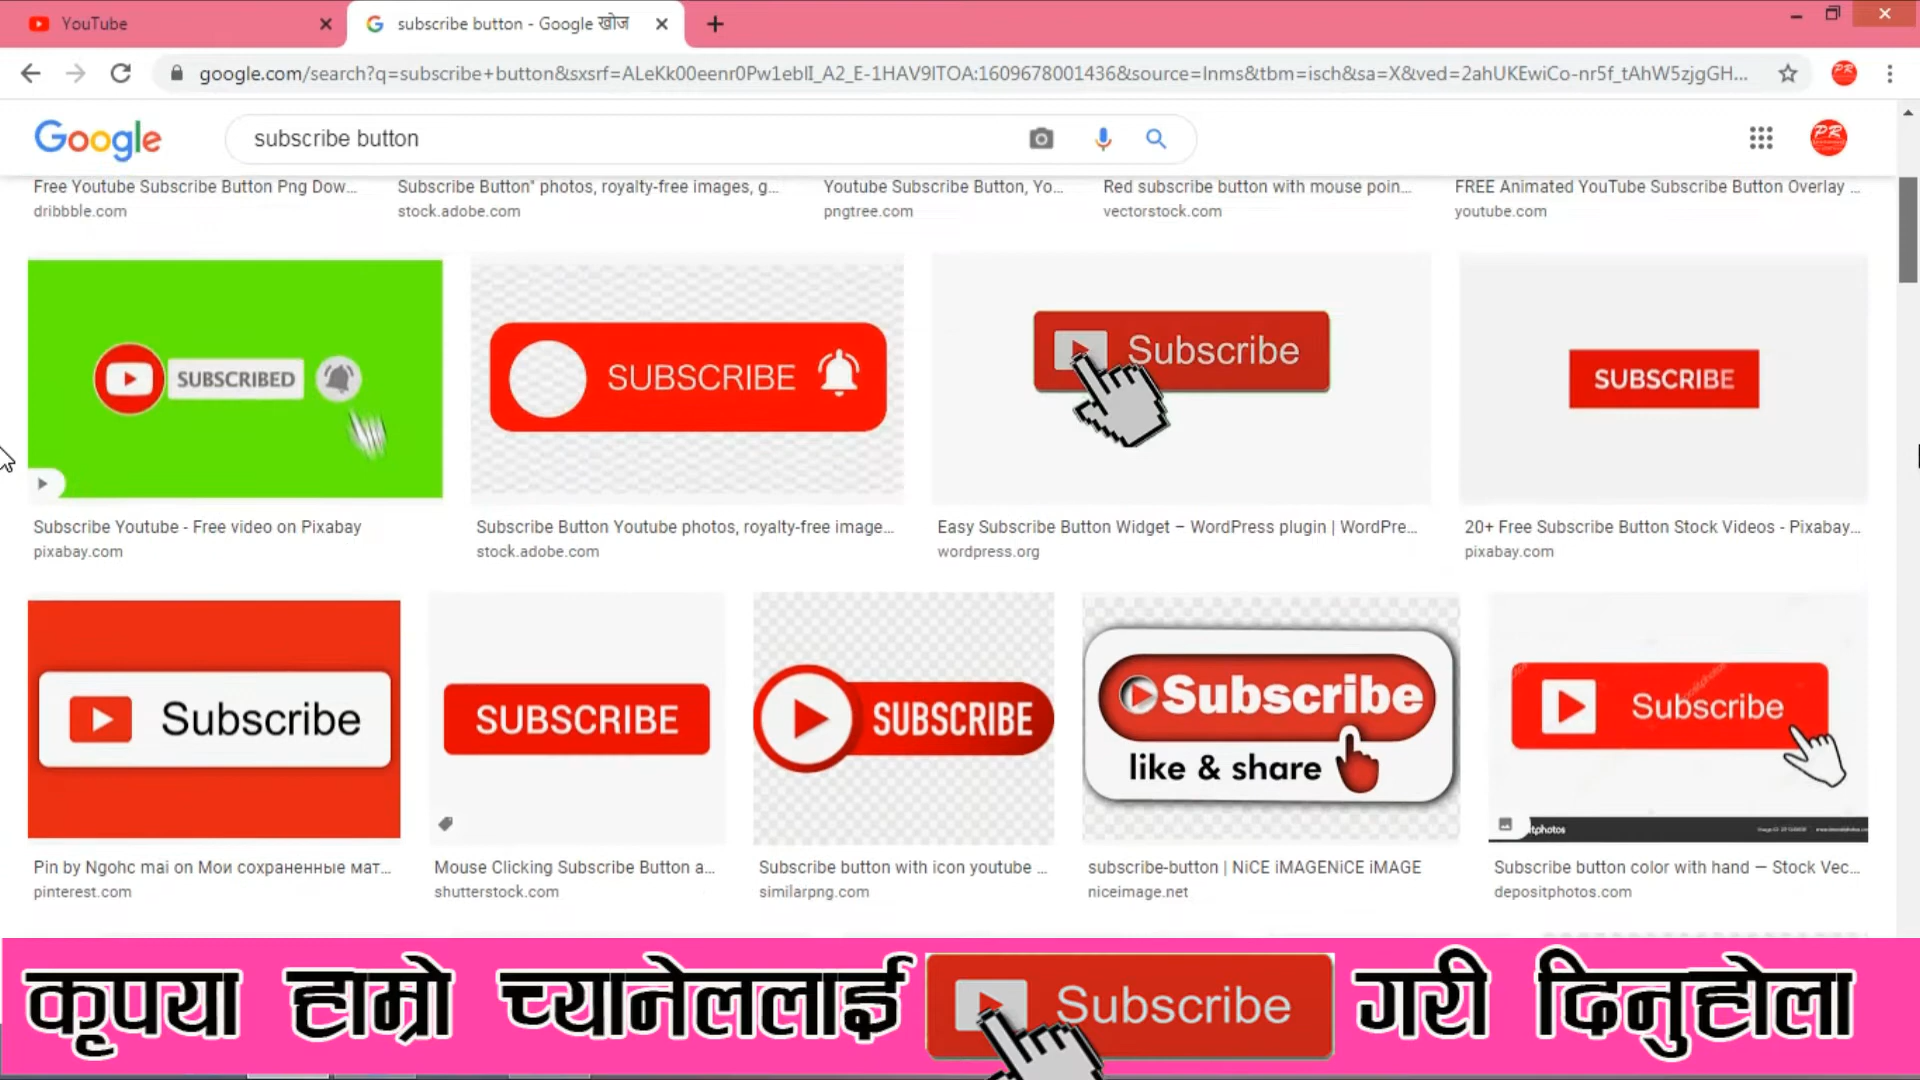 YouTube
subscribe button - Google खोज
google.com/search?q=subscribe+button&sxsrf=ALeKk00eenr0Pw1eblI_A2_E-1HAV9ITOA:1609678001436&source=lnms&tbm=isch&sa=X&ved=2ahUKEwiCo-nr5f_tAhW5zjgGH...
PR
Google
subscribe button
PR
Free Youtube Subscribe Button Png Dow...
dribbble.com
Subscribe Button" photos, royalty-free images, g...
stock.adobe.com
Youtube Subscribe Button, Yo...
pngtree.com
Red subscribe button with mouse poin...
vectorstock.com
FREE Animated YouTube Subscribe Button Overlay ...
youtube.com
SUBSCRIBED
SUBSCRIBE
Subscribe
SUBSCRIBE
Subscribe Youtube - Free video on Pixabay
pixabay.com
Subscribe Button Youtube photos, royalty-free image...
stock.adobe.com
Easy Subscribe Button Widget – WordPress plugin | WordPre...
wordpress.org
20+ Free Subscribe Button Stock Videos - Pixabay...
pixabay.com
Subscribe
SUBSCRIBE
SUBSCRIBE
Subscribe
like & share
Subscribe
Pin by Ngohc mai on Мои сохраненные мат...
pinterest.com
Mouse Clicking Subscribe Button a...
shutterstock.com
Subscribe button with icon youtube ...
similarpng.com
subscribe-button | NiCE iMAGENiCE iMAGE
niceimage.net
Subscribe button color with hand — Stock Vec...
depositphotos.com
कृपया हाम्रो च्यानेललाई Subscribe गरी दिनुहोला